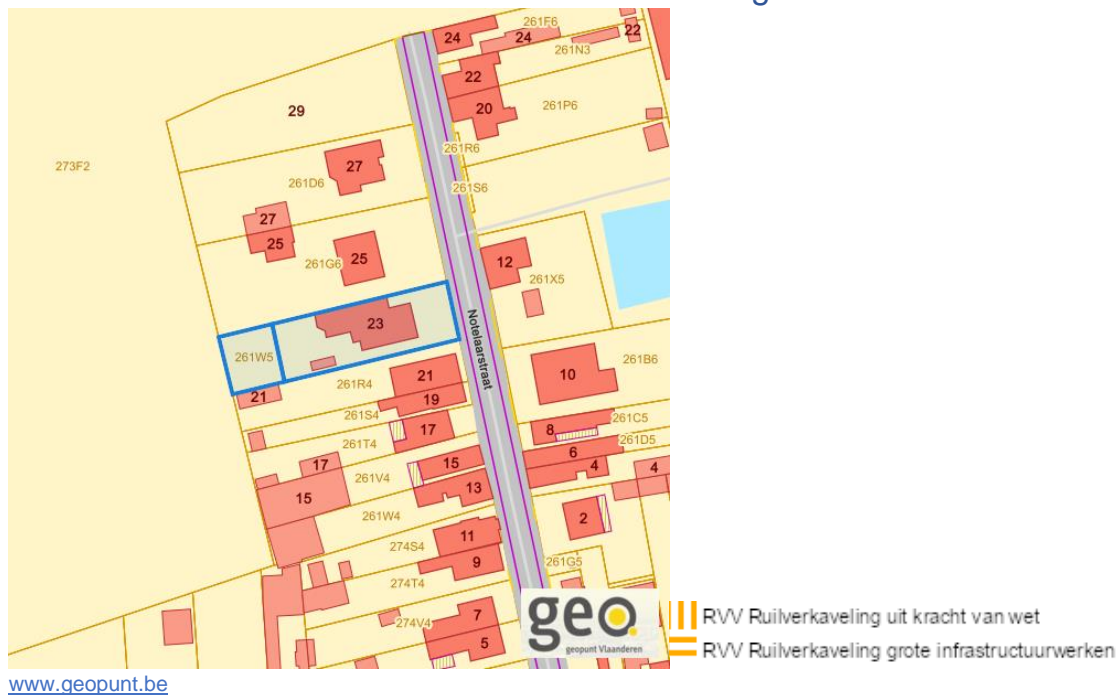 24
24
261F6
22
261N3
22
20
261P6
29
261R6
273F2
27
261D6
261S6
27
25
25
261G6
12
261X5
Notelaarstraat
23
261W5
261B6
10
21
261R4
21
19
261S4
261C5
8
17
261T4
261D5
6
4
4
17
15
261V4
15
13
2
261W4
11
274S4
9
261G5
274T4
7
274V4
5
geo
geopunt Vlaanderen
RVV Ruilverkaveling uit kracht van wet
RVV Ruilverkaveling grote infrastructuurwerken
www.geopunt.be